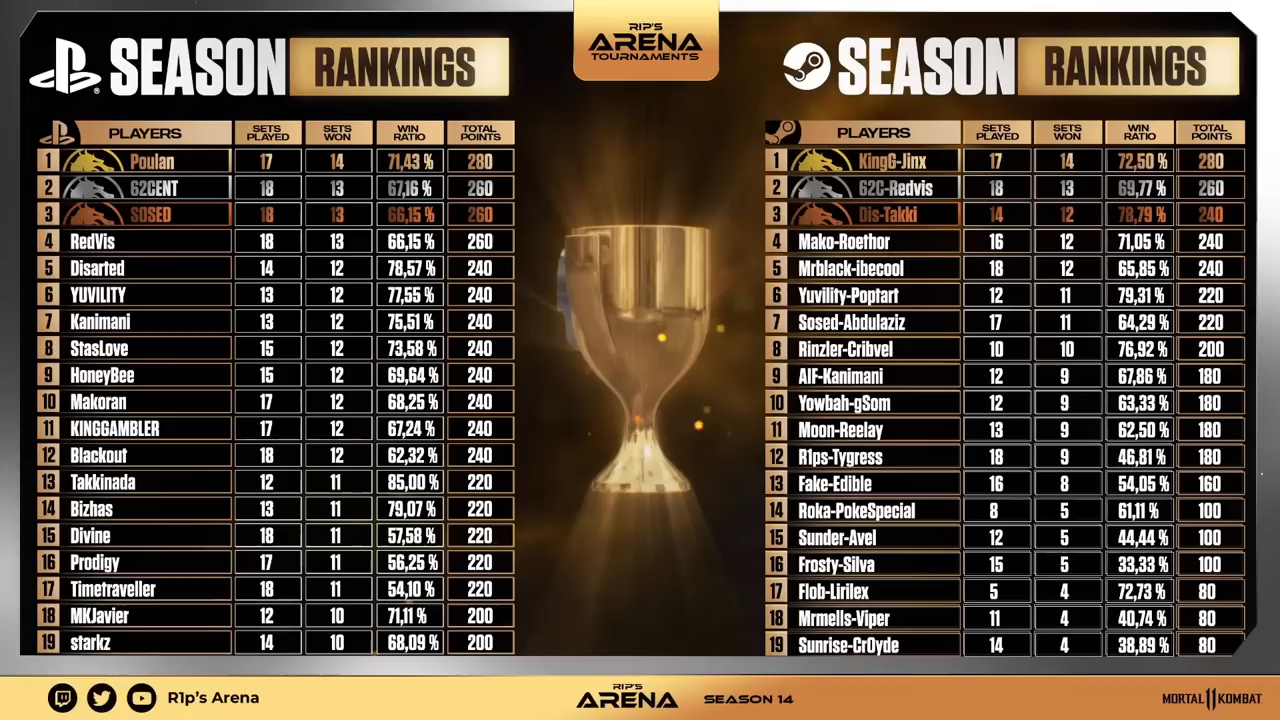 R1P'S
ARENA
TOURNAMENTS
SEASON RANKINGS
PLAYERS SETS PLAYED SETS WON WIN RATIO TOTAL POINTS
1 Poulan 17 14 71,43 % 280
2 62CENT 18 13 67,16 % 260
3 SOSED 18 13 66,15 % 260
4 RedVis 18 13 66,15 % 260
5 Disarted 14 12 78,57 % 240
6 YUVILITY 13 12 77,55 % 240
7 Kanimani 13 12 75,51 % 240
8 StasLove 15 12 73,58 % 240
9 HoneyBee 15 12 69,64 % 240
10 Makoran 17 12 68,25 % 240
11 KINGGAMBLER 17 12 67,24 % 240
12 Blackout 18 12 62,32 % 240
13 Takkinada 12 11 85,00 % 220
14 Bizhas 13 11 79,07 % 220
15 Divine 18 11 57,58 % 220
16 Prodigy 17 11 56,25 % 220
17 Timetraveller 18 11 54,10 % 220
18 MKJavier 12 10 71,11 % 200
19 starkz 14 10 68,09 % 200
SEASON RANKINGS
PLAYERS SETS PLAYED SETS WON WIN RATIO TOTAL POINTS
1 KingG-Jinx 17 14 72,50 % 280
2 62C-Redvis 18 13 69,77 % 260
3 Dis-Takki 14 12 78,79 % 240
4 Mako-Roethor 16 12 71,05 % 240
5 Mrblack-ibecool 18 12 65,85 % 240
6 Yuvility-Poptart 12 11 79,31 % 220
7 Sosed-Abdulaziz 17 11 64,29 % 220
8 Rinzler-Cribvel 10 10 76,92 % 200
9 AIF-Kanimani 12 9 67,86 % 180
10 Yowbah-gSom 12 9 63,33 % 180
11 Moon-Reelay 13 9 62,50 % 180
12 R1ps-Tygress 18 9 46,81 % 180
13 Fake-Edible 16 8 54,05 % 160
14 Roka-PokeSpecial 8 5 61,11 % 100
15 Sunder-Avel 12 5 44,44 % 100
16 Frosty-Silva 15 5 33,33 % 100
17 Flob-Lirilex 5 4 72,73 % 80
18 Mrmells-Viper 11 4 40,74 % 80
19 Sunrise-Cr0yde 14 4 38,89 % 80
R1p's Arena
R1P'S
ARENA
SEASON 14
MORTAL KOMBAT 11